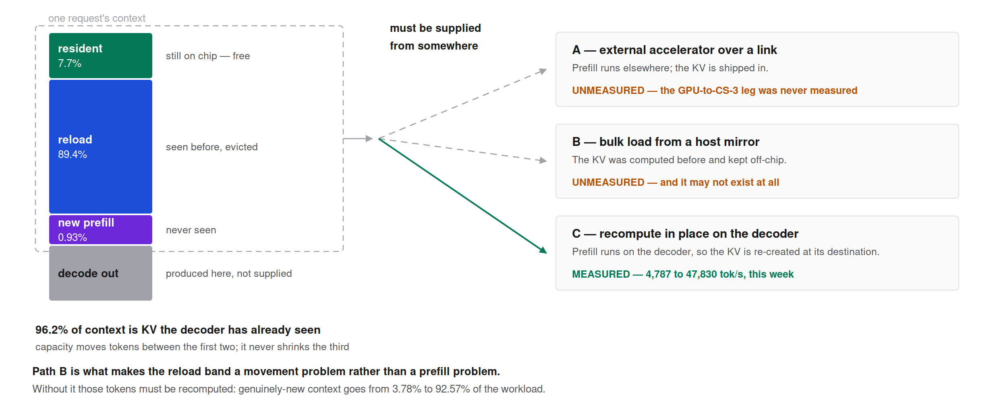 one request's context
resident
7.7%
still on chip — free
reload
89.4%
seen before, evicted
new prefill
0.93%
never seen
decode out
produced here, not supplied
must be supplied
from somewhere
A — external accelerator over a link
Prefill runs elsewhere; the KV is shipped in.
UNMEASURED — the GPU-to-CS-3 leg was never measured
B — bulk load from a host mirror
The KV was computed before and kept off-chip.
UNMEASURED — and it may not exist at all
C — recompute in place on the decoder
Prefill runs on the decoder, so the KV is re-created at its destination.
MEASURED — 4,787 to 47,830 tok/s, this week
96.2% of context is KV the decoder has already seen
capacity moves tokens between the first two; it never shrinks the third
Path B is what makes the reload band a movement problem rather than a prefill problem.
Without it those tokens must be recomputed: genuinely-new context goes from 3.78% to 92.57% of the workload.